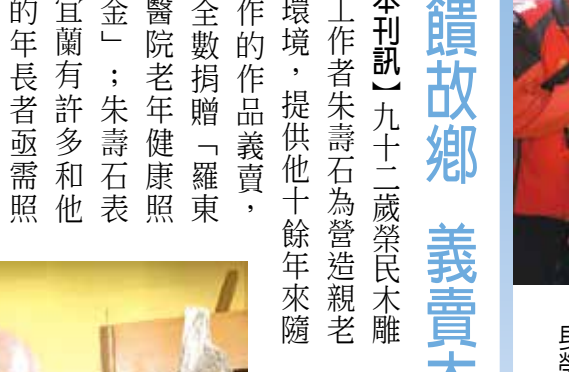 饋故鄉 義賣木
本刊訊】九十二歲榮民木雕
工作者朱壽石為營造親老
環境，提供他十餘年來隨
作的作品義賣，
全數捐贈「羅東
醫院老年健康照
金」；朱壽石表
宜蘭有許多和他
的年長者亟需照